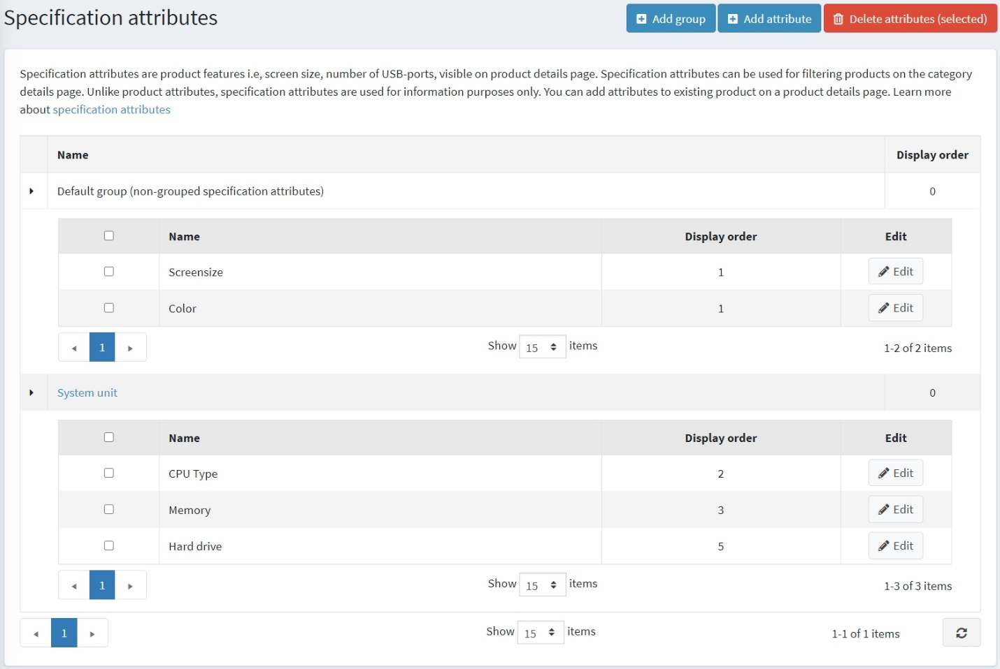 Specification attributes
Add group
Add attribute
Delete attributes (selected)
Specification attributes are product features i.e, screen size, number of USB-ports, visible on product details page. Specification attributes can be used for filtering products on the category
details page. Unlike product attributes, specification attributes are used for information purposes only. You can add attributes to existing product on a product details page. Learn more
about specification attributes
Name Display order
Default group (non-grouped specification attributes) 0
Name Display order Edit
Screensize 1 Edit
Color 1 Edit
1 Show 15 items 1-2 of 2 items
System unit 0
Name Display order Edit
CPU Type 2 Edit
Memory 3 Edit
Hard drive 5 Edit
1 Show 15 items 1-3 of 3 items
1 Show 15 items 1-1 of 1 items